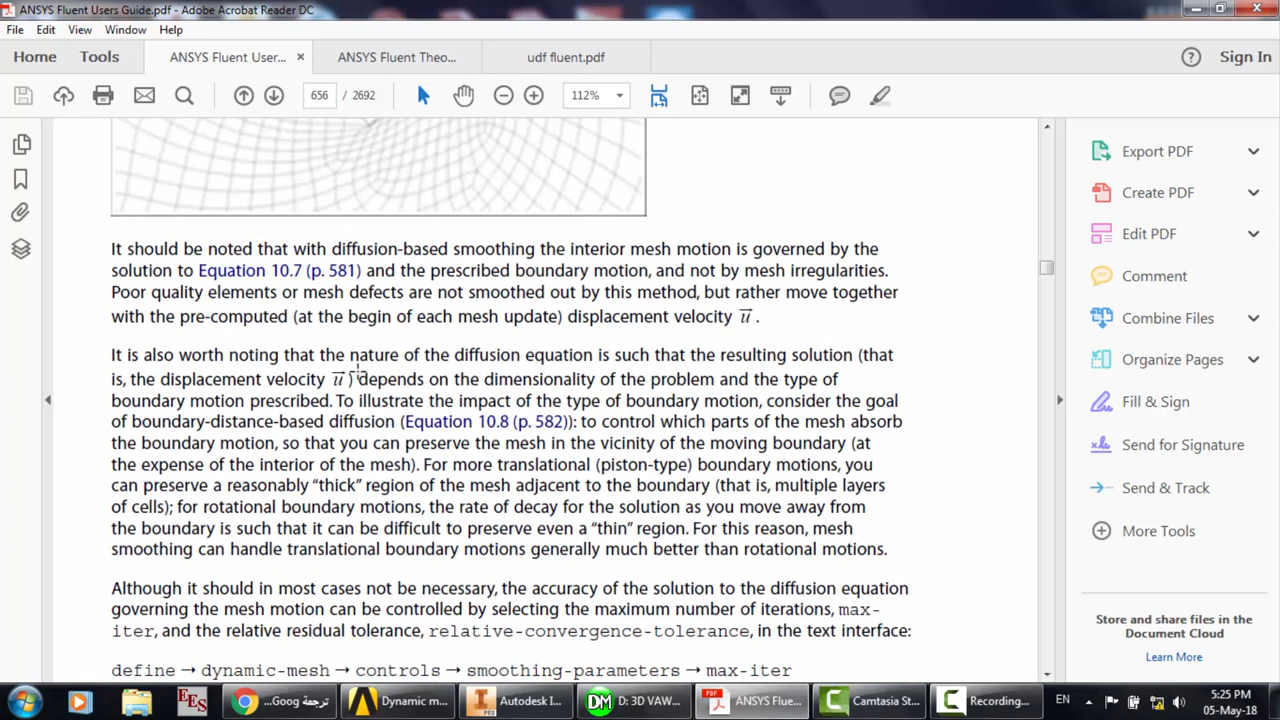 ANSYS Fluent Users Guide.pdf - Adobe Acrobat Reader DC
File Edit View Window Help
Home Tools ANSYS Fluent User... × ANSYS Fluent Theo... udf fluent.pdf Sign In
656 / 2692 112%
It should be noted that with diffusion-based smoothing the interior mesh motion is governed by the
solution to Equation 10.7 (p. 581) and the prescribed boundary motion, and not by mesh irregularities.
Poor quality elements or mesh defects are not smoothed out by this method, but rather move together
with the pre-computed (at the begin of each mesh update) displacement velocity u⃗ .
It is also worth noting that the nature of the diffusion equation is such that the resulting solution (that
is, the displacement velocity u⃗ ) depends on the dimensionality of the problem and the type of
boundary motion prescribed. To illustrate the impact of the type of boundary motion, consider the goal
of boundary-distance-based diffusion (Equation 10.8 (p. 582)): to control which parts of the mesh absorb
the boundary motion, so that you can preserve the mesh in the vicinity of the moving boundary (at
the expense of the interior of the mesh). For more translational (piston-type) boundary motions, you
can preserve a reasonably “thick” region of the mesh adjacent to the boundary (that is, multiple layers
of cells); for rotational boundary motions, the rate of decay for the solution as you move away from
the boundary is such that it can be difficult to preserve even a “thin” region. For this reason, mesh
smoothing can handle translational boundary motions generally much better than rotational motions.
Although it should in most cases not be necessary, the accuracy of the solution to the diffusion equation
governing the mesh motion can be controlled by selecting the maximum number of iterations, max-
iter, and the relative residual tolerance, relative-convergence-tolerance, in the text interface:
define → dynamic-mesh → controls → smoothing-parameters → max-iter
Export PDF
Create PDF
Edit PDF
Comment
Combine Files
Organize Pages
Fill & Sign
Send for Signature
Send & Track
More Tools
Store and share files in the
Document Cloud
Learn More
EES ...Goog ترجمة Dynamic m... Autodesk I... D: 3D VAW... ANSYS Flue... Camtasia St... Recording... EN 5:25 PM
05-May-18